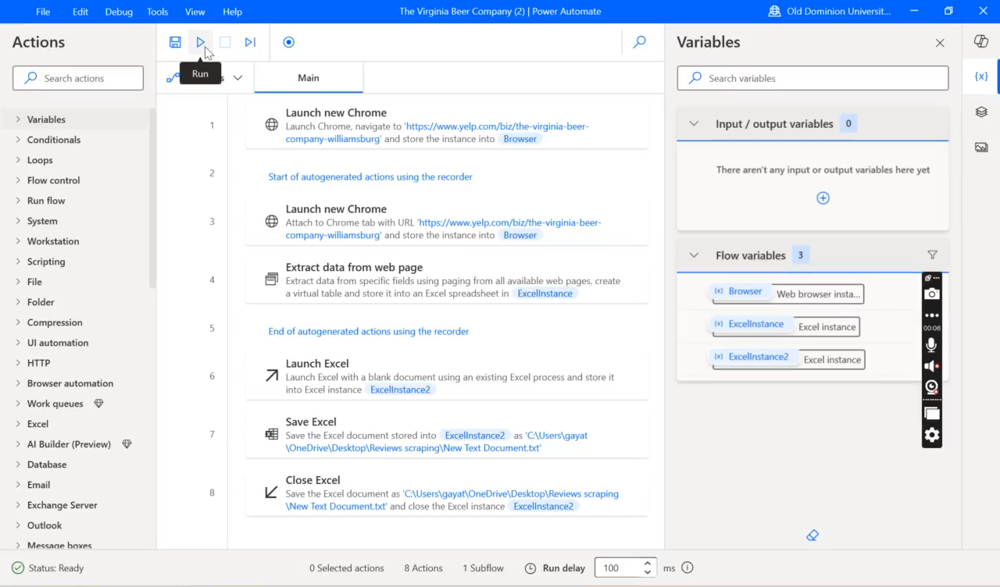 File Edit Debug Tools View Help The Virginia Beer Company (2) | Power Automate Old Dominion Universit...
Actions
Search actions
Variables
Conditionals
Loops
Flow control
Run flow
System
Workstation
Scripting
File
Folder
Compression
UI automation
HTTP
Browser automation
Work queues
Excel
AI Builder (Preview)
Database
Email
Exchange Server
Outlook
Message boxes
Run
Main
1
Launch new Chrome
Launch Chrome, navigate to 'https://www.yelp.com/biz/the-virginia-beer-
company-williamsburg' and store the instance into Browser
2
Start of autogenerated actions using the recorder
3
Launch new Chrome
Attach to Chrome tab with URL 'https://www.yelp.com/biz/the-virginia-beer-
company-williamsburg' and store the instance into Browser
4
Extract data from web page
Extract data from specific fields using paging from all available web pages, create
a virtual table and store it into an Excel spreadsheet in ExcelInstance
5
End of autogenerated actions using the recorder
6
Launch Excel
Launch Excel with a blank document using an existing Excel process and store it
into Excel instance ExcelInstance2
7
Save Excel
Save the Excel document stored into ExcelInstance2 as 'C:\Users\gayat
\OneDrive\Desktop\Reviews scraping\New Text Document.txt'
8
Close Excel
Save the Excel document as 'C:\Users\gayat\OneDrive\Desktop\Reviews scraping
\New Text Document.txt' and close the Excel instance ExcelInstance2
Variables
Search variables
Input / output variables 0
There aren't any input or output variables here yet
Flow variables 3
{x} Browser Web browser insta...
{x} ExcelInstance Excel instance
{x} ExcelInstance2 Excel instance
{x}
00:06
Status: Ready 0 Selected actions 8 Actions 1 Subflow Run delay 100 ms